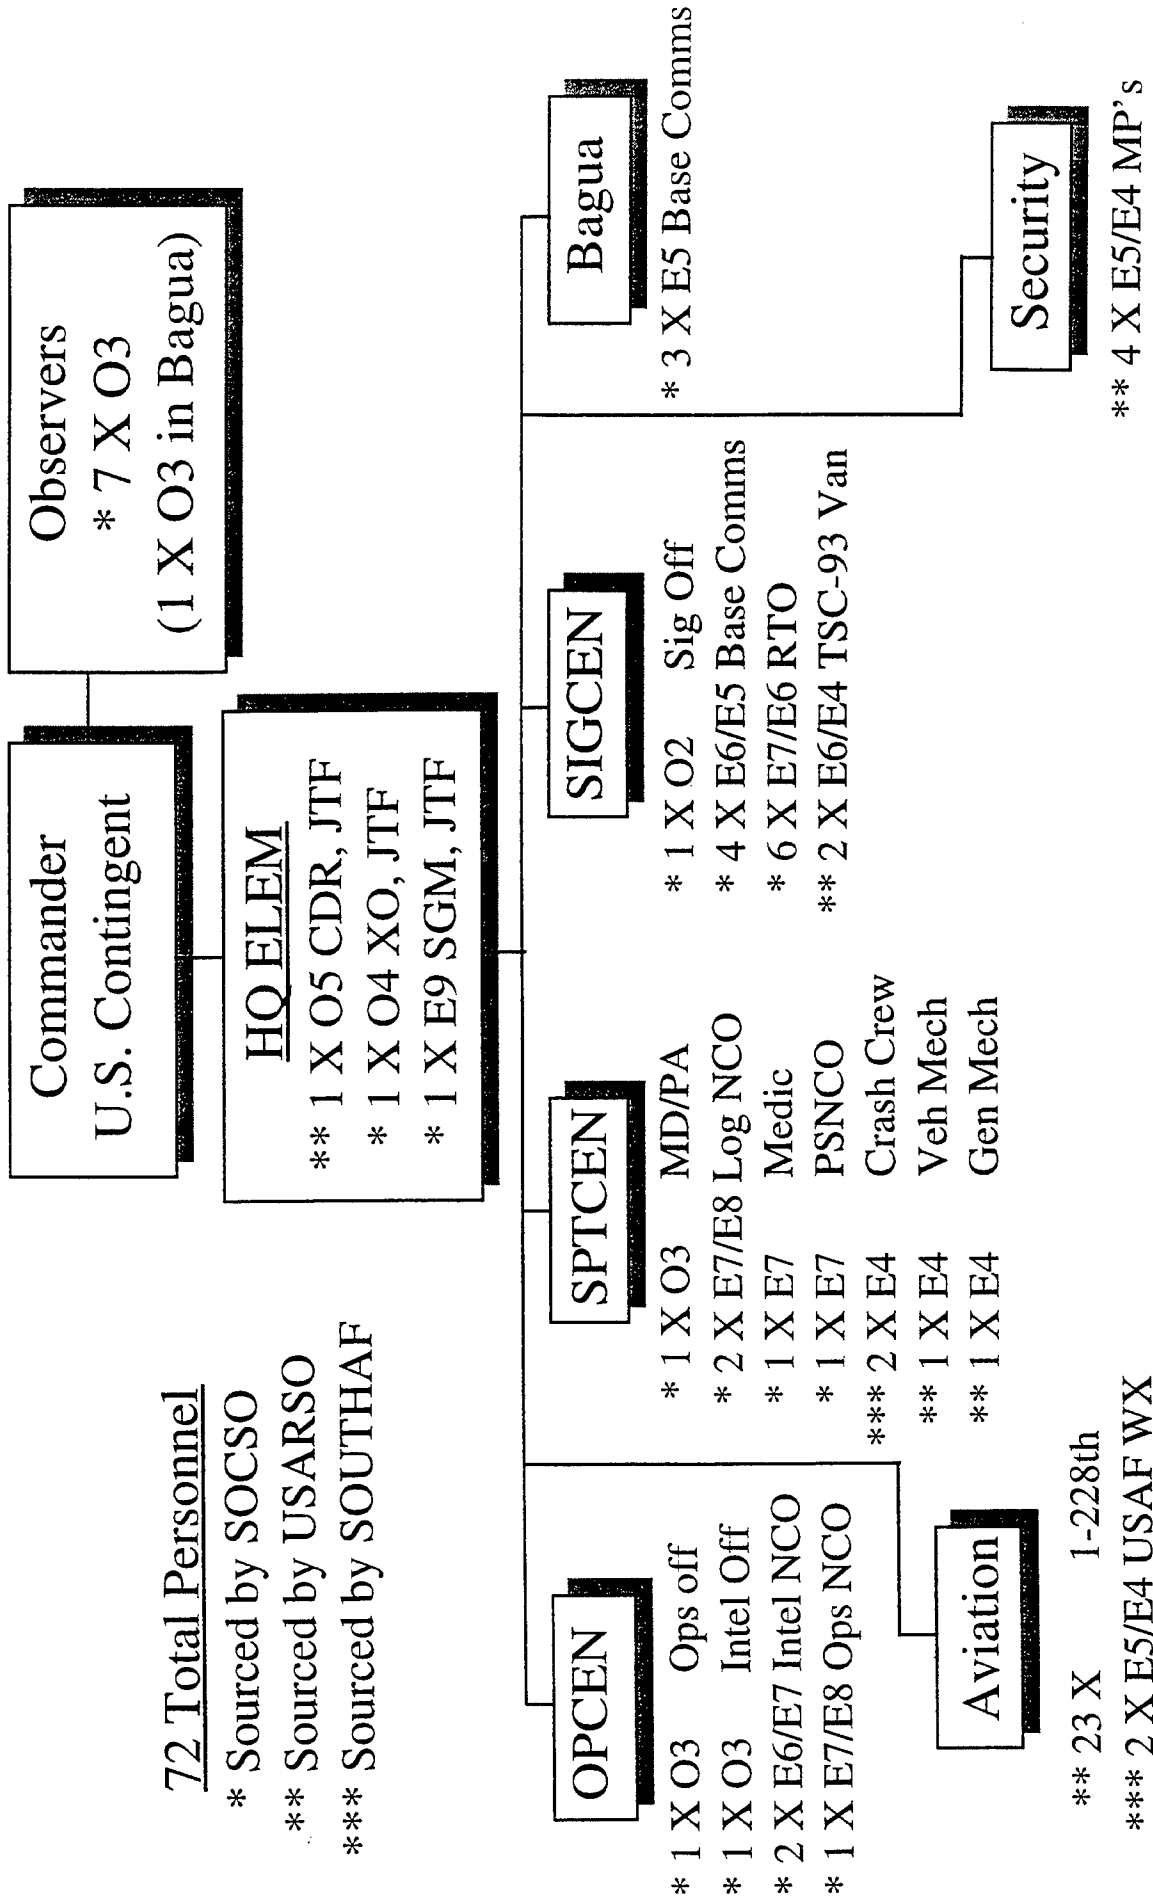 Commander
U.S. Contingent
Observers
* 7 X O3
(1 X O3 in Bagua)
72 Total Personnel
* Sourced by SOCSO
** Sourced by USARSO
*** Sourced by SOUTHAF
HQ ELEM
** 1 X O5 CDR, JTF
* 1 X O4 XO, JTF
* 1 X E9 SGM, JTF
OPCEN
* 1 X O3 Ops off
* 1 X O3 Intel Off
* 2 X E6/E7 Intel NCO
* 1 X E7/E8 Ops NCO
SPTCEN
* 1 X O3 MD/PA
* 2 X E7/E8 Log NCO
* 1 X E7 Medic
* 1 X E7 PSNCO
*** 2 X E4 Crash Crew
** 1 X E4 Veh Mech
** 1 X E4 Gen Mech
SIGCEN
* 1 X O2 Sig Off
* 4 X E6/E5 Base Comms
* 6 X E7/E6 RTO
** 2 X E6/E4 TSC-93 Van
Bagua
* 3 X E5 Base Comms
Aviation
** 23 X 1-228th
*** 2 X E5/E4 USAF WX
Security
** 4 X E5/E4 MP's